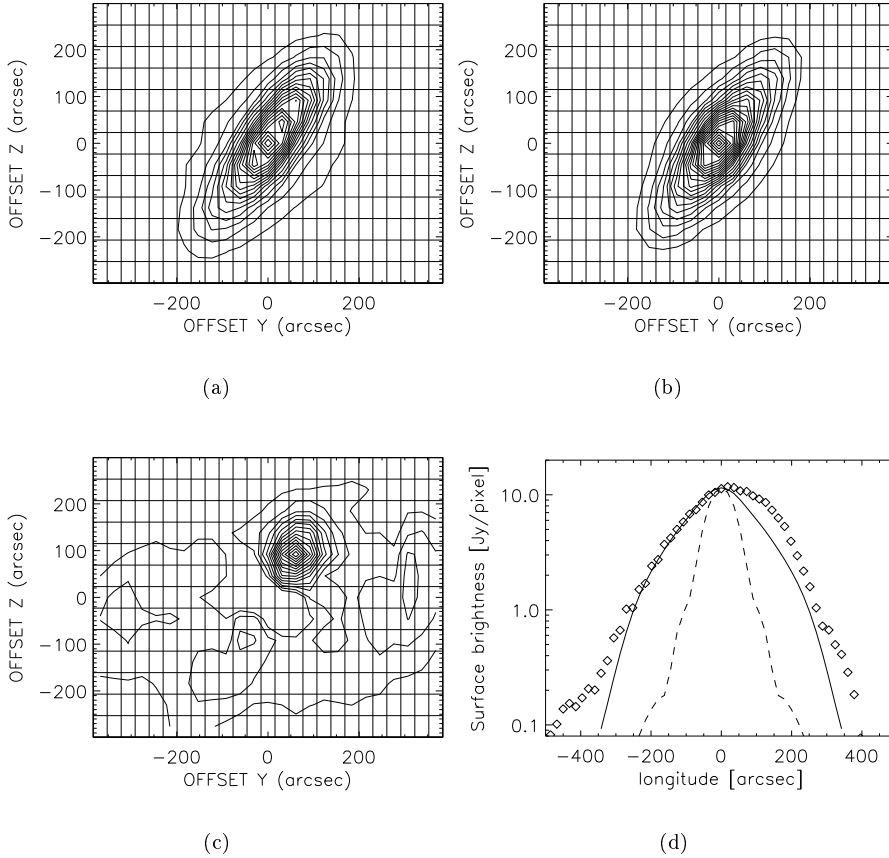 200
100
0
−100
−200
OFFSET Z (arcsec)
−200 0 200
OFFSET Y (arcsec)
(a)
200
100
0
−100
−200
OFFSET Z (arcsec)
−200 0 200
OFFSET Y (arcsec)
(b)
200
100
0
−100
−200
OFFSET Z (arcsec)
−200 0 200
OFFSET Y (arcsec)
(c)
10.0
1.0
0.1
Surface brightness [Jy/pixel]
−400 −200 0 200 400
longitude [arcsec]
(d)